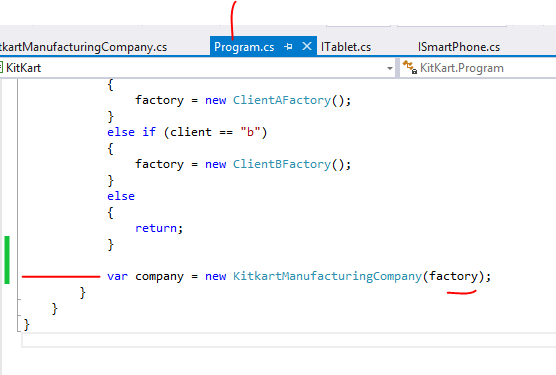 tkartManufacturingCompany.cs Program.cs ITablet.cs ISmartPhone.cs
KitKart KitKart.Program
{
factory = new ClientAFactory();
}
else if (client == "b")
{
factory = new ClientBFactory();
}
else
{
return;
}
var company = new KitkartManufacturingCompany(factory);
}
}
}